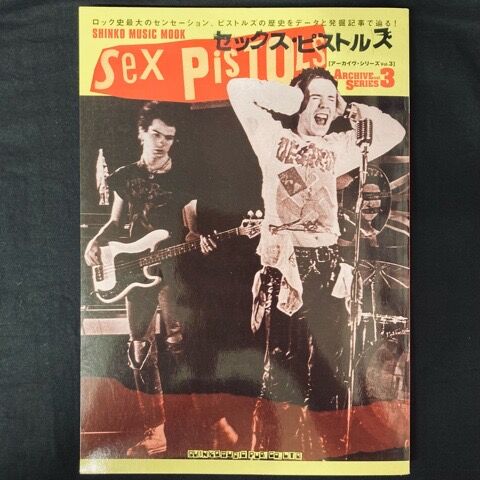 ロック史最大のセンセーション、ピストルズの歴史をデータと発掘記事で辿る!
SHINKO MUSIC MOOK
セックス・ピストルズ
SEX PISTOLS
[アーカイヴ・シリーズVol.3]
ARCHIVE vol. 3
SERIES
DESTROY